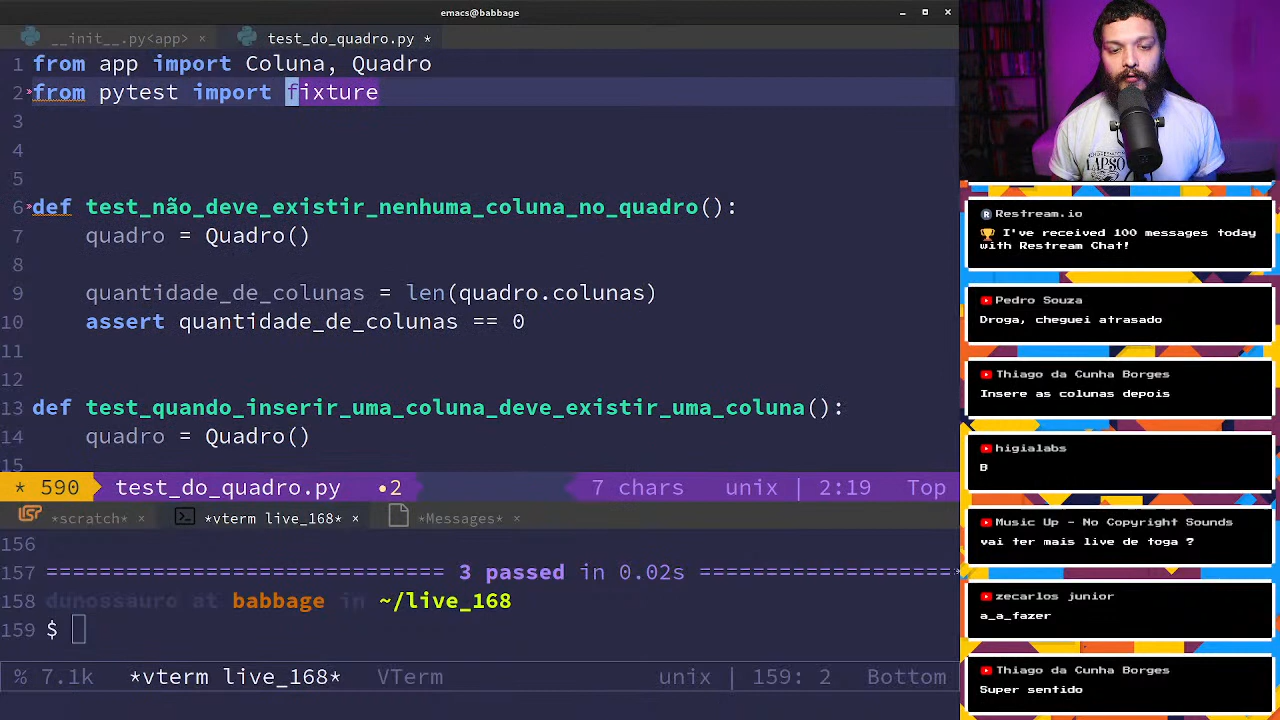 emacs@babbage
__init__.py<app> ×
test_do_quadro.py •
1 from app import Coluna, Quadro
2 from pytest import fixture
3
4
5
6 def test_não_deve_existir_nenhuma_coluna_no_quadro():
7 quadro = Quadro()
8
9 quantidade_de_colunas = len(quadro.colunas)
10 assert quantidade_de_colunas == 0
11
12
13 def test_quando_inserir_uma_coluna_deve_existir_uma_coluna():
14 quadro = Quadro()
15
* 590 test_do_quadro.py •2 7 chars unix | 2:19 Top
*scratch* × *vterm live_168* × *Messages* ×
156
157 ============================== 3 passed in 0.02s ===================
158 dunossauro at babbage in ~/live_168
159 $
% 7.1k *vterm live_168* VTerm unix | 159: 2 Bottom
LAPSO
Restream.io
🏆 I've received 100 messages today
with Restream Chat!
Pedro Souza
Droga, cheguei atrasado
Thiago da Cunha Borges
Insere as colunas depois
higialabs
B
Music Up - No Copyright Sounds
vai ter mais live de toga ?
zecarlos junior
a_a_fazer
Thiago da Cunha Borges
Super sentido